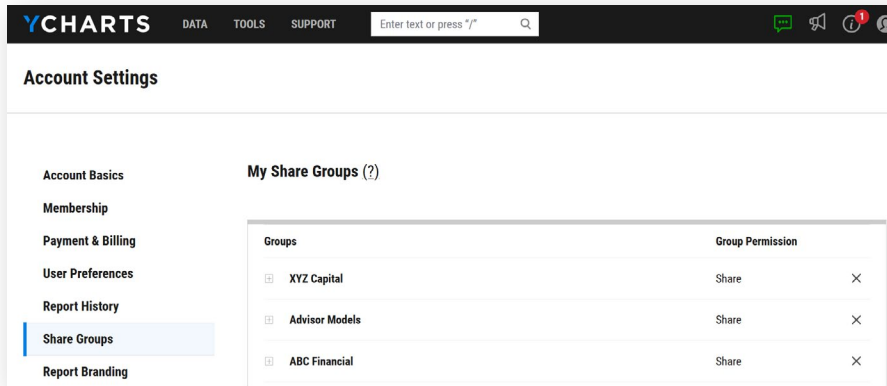 YCHARTS DATA TOOLS SUPPORT Enter text or press "/" 1
Account Settings
Account Basics
Membership
Payment & Billing
User Preferences
Report History
Share Groups
Report Branding
My Share Groups (?)
Groups Group Permission
XYZ Capital Share
Advisor Models Share
ABC Financial Share